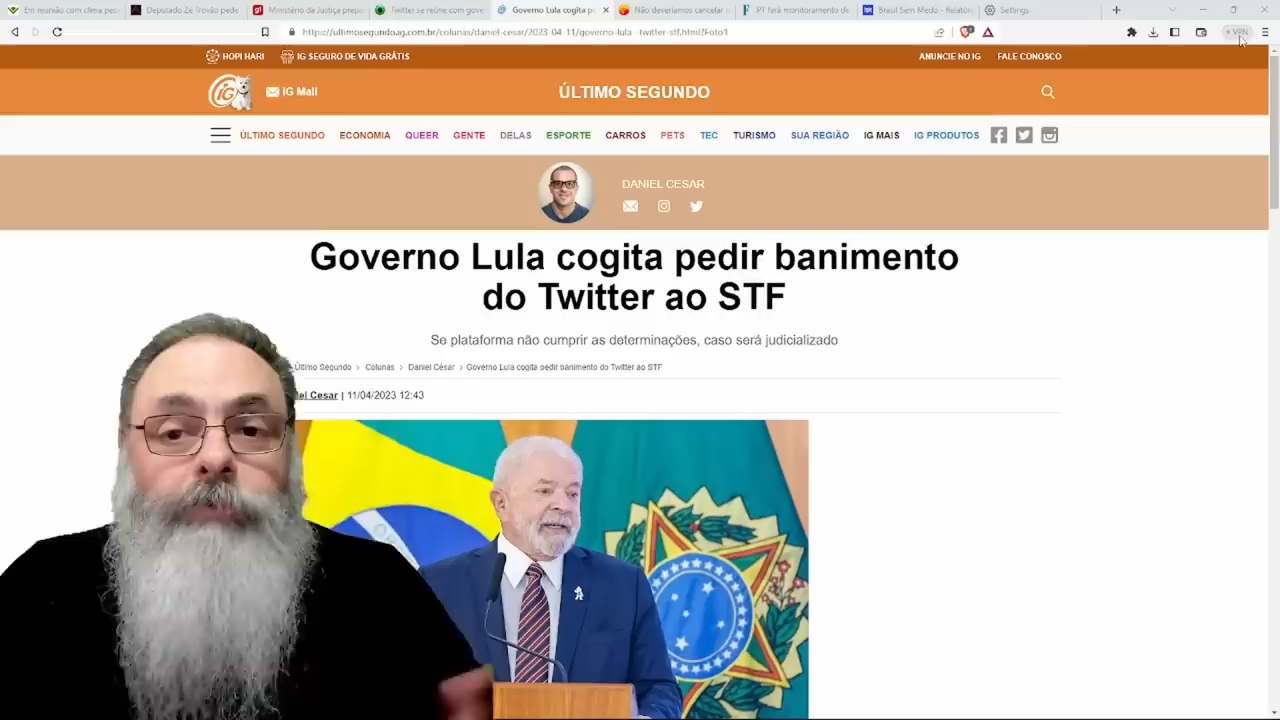 Em reunião com clima pes
Deputado Zé Trovão pede
Ministério da Justiça prepar
Twitter se reúne com gove
Governo Lula cogita pe
Não deveríamos cancelar o
PT fará monitoramento de
Brasil Sem Medo - Relatór
Settings
https://ultimosegundo.ig.com.br/colunas/daniel-cesar/2023-04-11/governo-lula--twitter-stf.html?Foto1
VPN
HOPI HARI
IG SEGURO DE VIDA GRÁTIS
ANUNCIE NO IG
FALE CONOSCO
iG
iG Mail
ÚLTIMO SEGUNDO
ÚLTIMO SEGUNDO ECONOMIA QUEER GENTE DELAS ESPORTE CARROS PETS TEC TURISMO SUA REGIÃO IG MAIS IG PRODUTOS
DANIEL CESAR
Governo Lula cogita pedir banimento
do Twitter ao STF
Se plataforma não cumprir as determinações, caso será judicializado
Último Segundo > Colunas > Daniel César > Governo Lula cogita pedir banimento do Twitter ao STF
iel Cesar | 11/04/2023 12:43